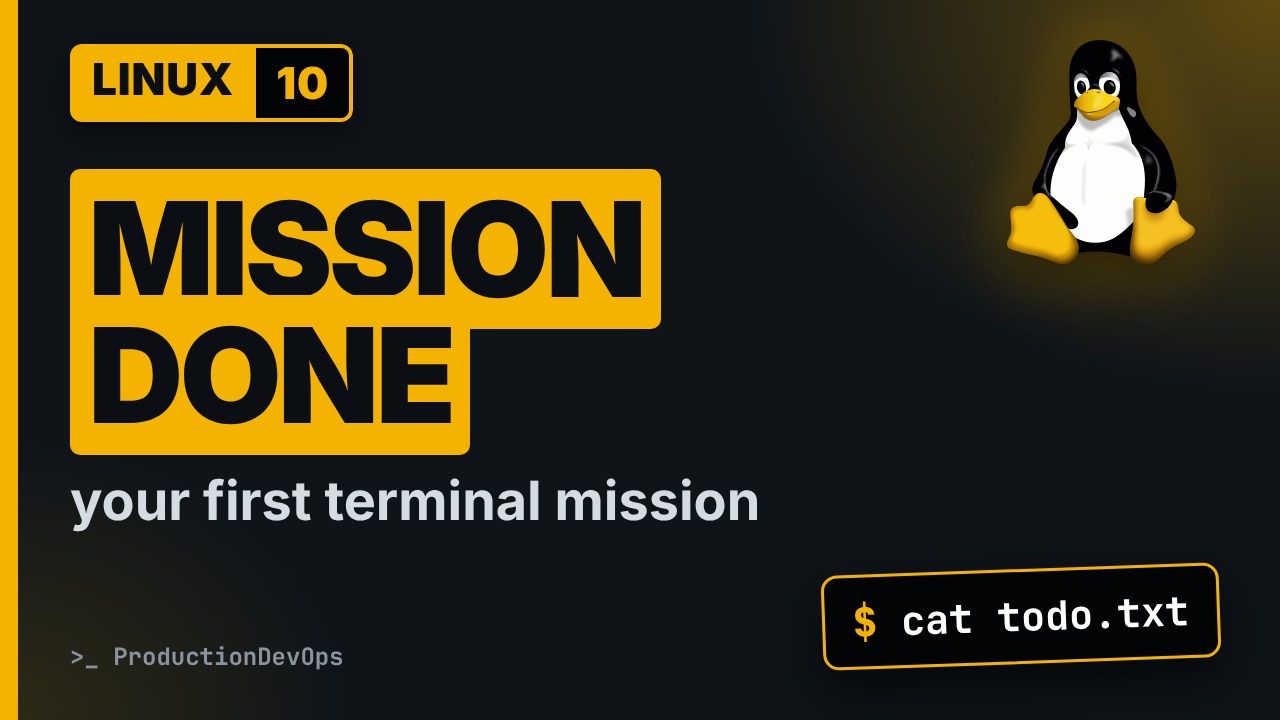 LINUX 10
MISSION
DONE
your first terminal mission
$ cat todo.txt
>_ ProductionDevOps